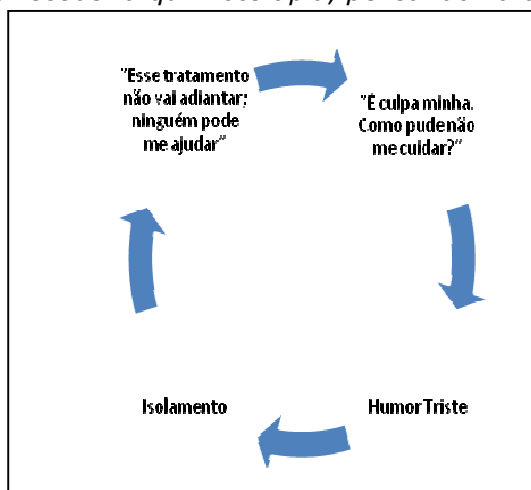 "Esse tratamento
não vai adiantar;
ninguém pode
me ajudar"
"É culpa minha.
Como pude não
me cuidar?"
Humor Triste
Isolamento